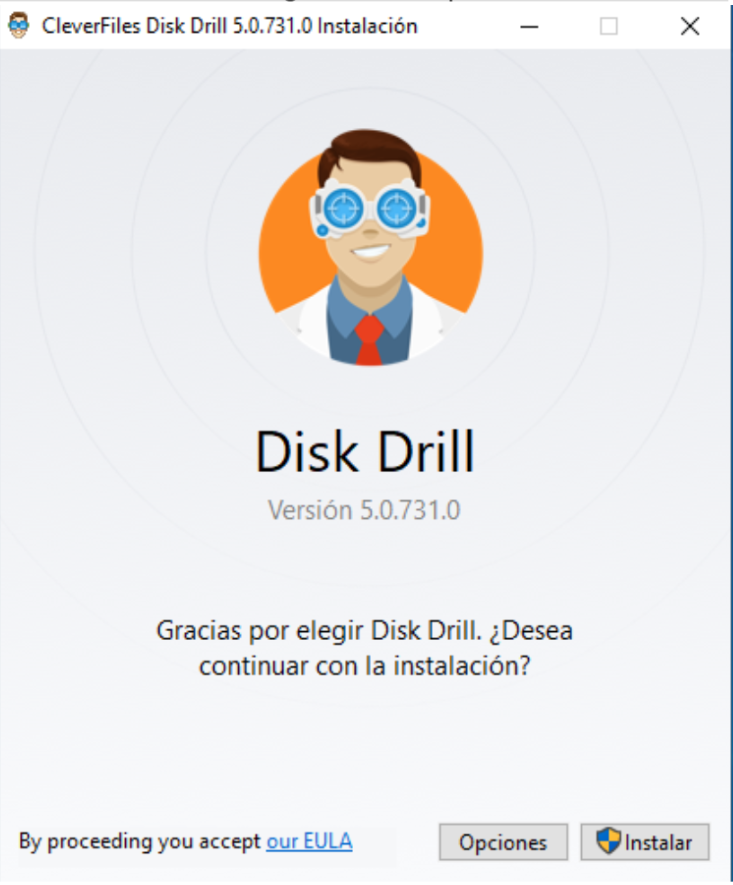 CleverFiles Disk Drill 5.0.731.0 Instalación
Disk Drill
Versión 5.0.731.0
Gracias por elegir Disk Drill. ¿Desea
continuar con la instalación?
By proceeding you accept our EULA
Opciones
Instalar